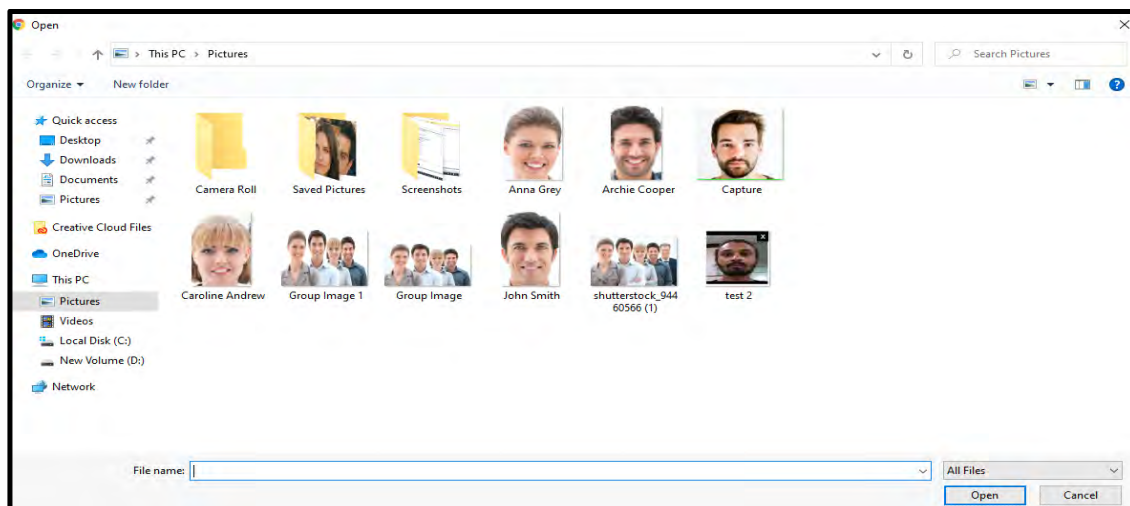 Open
This PC > Pictures
Search Pictures
Organize
New folder
Quick access
Desktop
Downloads
Documents
Pictures
Creative Cloud Files
OneDrive
This PC
Pictures
Videos
Local Disk (C:)
New Volume (D:)
Network
Camera Roll
Saved Pictures
Screenshots
Anna Grey
Archie Cooper
Capture
Caroline Andrew
Group Image 1
Group Image
John Smith
shutterstock_944
60566 (1)
test 2
File name:
All Files
Open
Cancel